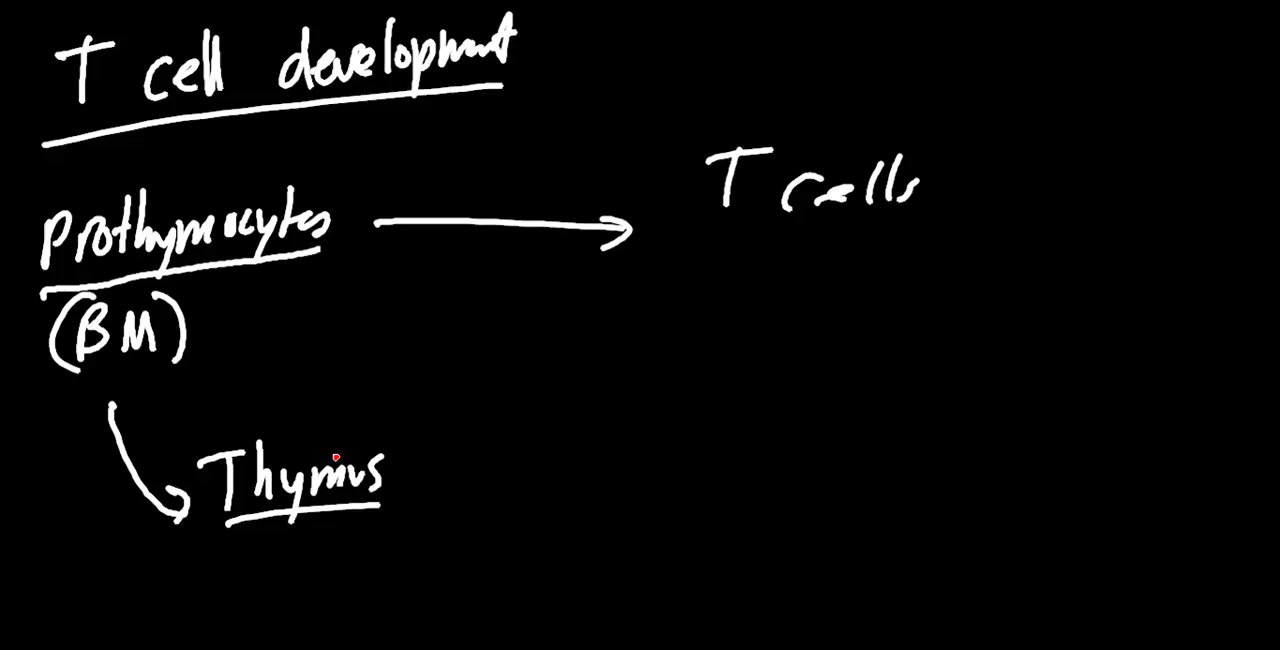 T cell development
Prothymocytes
T cells
(BM)
Thymus